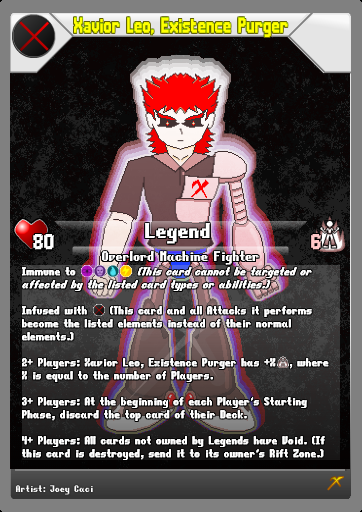 Xavior Leo, Existence Purger
80
Legend
6
Overlord Machine Fighter
Immune to (This card cannot be targeted or
affected by the listed card types or abilities.)
Infused with (This card and all Attacks it performs
become the listed elements instead of their normal
elements.)
2+ Players: Xavior Leo, Existence Purger has +X, where
X is equal to the number of Players.
3+ Players: At the beginning of each Player's Starting
Phase, discard the top card of their Deck.
4+ Players: All cards not owned by Legends have Void. (If
this card is destroyed, send it to its owner's Rift Zone.)
Artist: Joey Caci